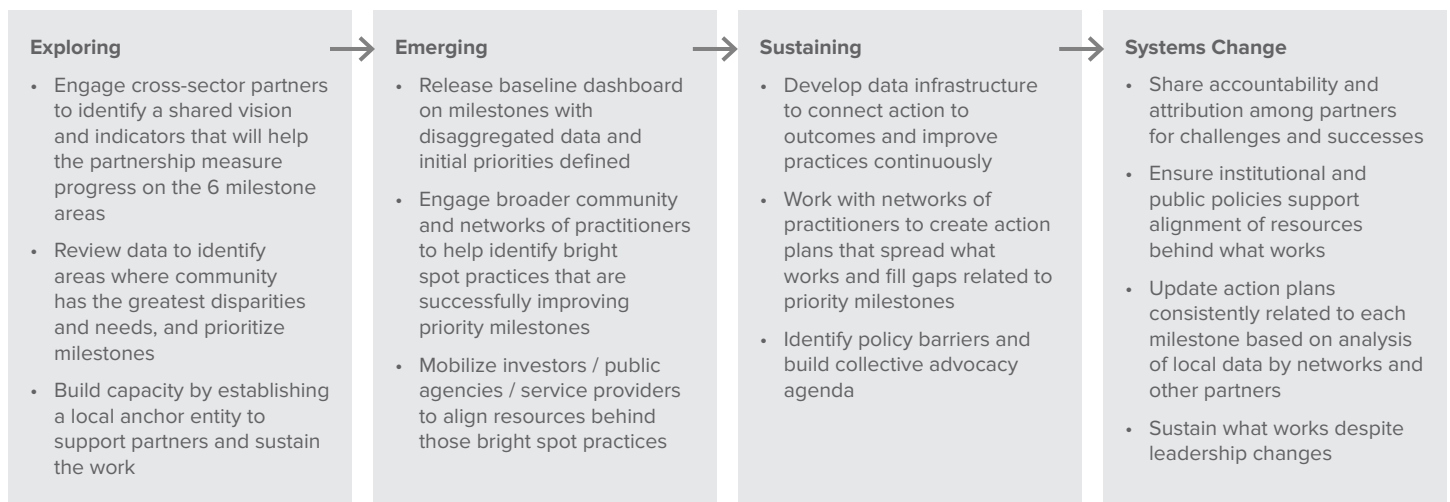 Exploring
• Engage cross-sector partners
to identify a shared vision
and indicators that will help
the partnership measure
progress on the 6 milestone
areas
• Review data to identify
areas where community
has the greatest disparities
and needs, and prioritize
milestones
• Build capacity by establishing
a local anchor entity to
support partners and sustain
the work
Emerging
• Release baseline dashboard
on milestones with
disaggregated data and
initial priorities defined
• Engage broader community
and networks of practitioners
to help identify bright
spot practices that are
successfully improving
priority milestones
• Mobilize investors / public
agencies / service providers
to align resources behind
those bright spot practices
Sustaining
• Develop data infrastructure
to connect action to
outcomes and improve
practices continuously
• Work with networks of
practitioners to create action
plans that spread what
works and fill gaps related to
priority milestones
• Identify policy barriers and
build collective advocacy
agenda
Systems Change
• Share accountability and
attribution among partners
for challenges and successes
• Ensure institutional and
public policies support
alignment of resources
behind what works
• Update action plans
consistently related to each
milestone based on analysis
of local data by networks and
other partners
• Sustain what works despite
leadership changes